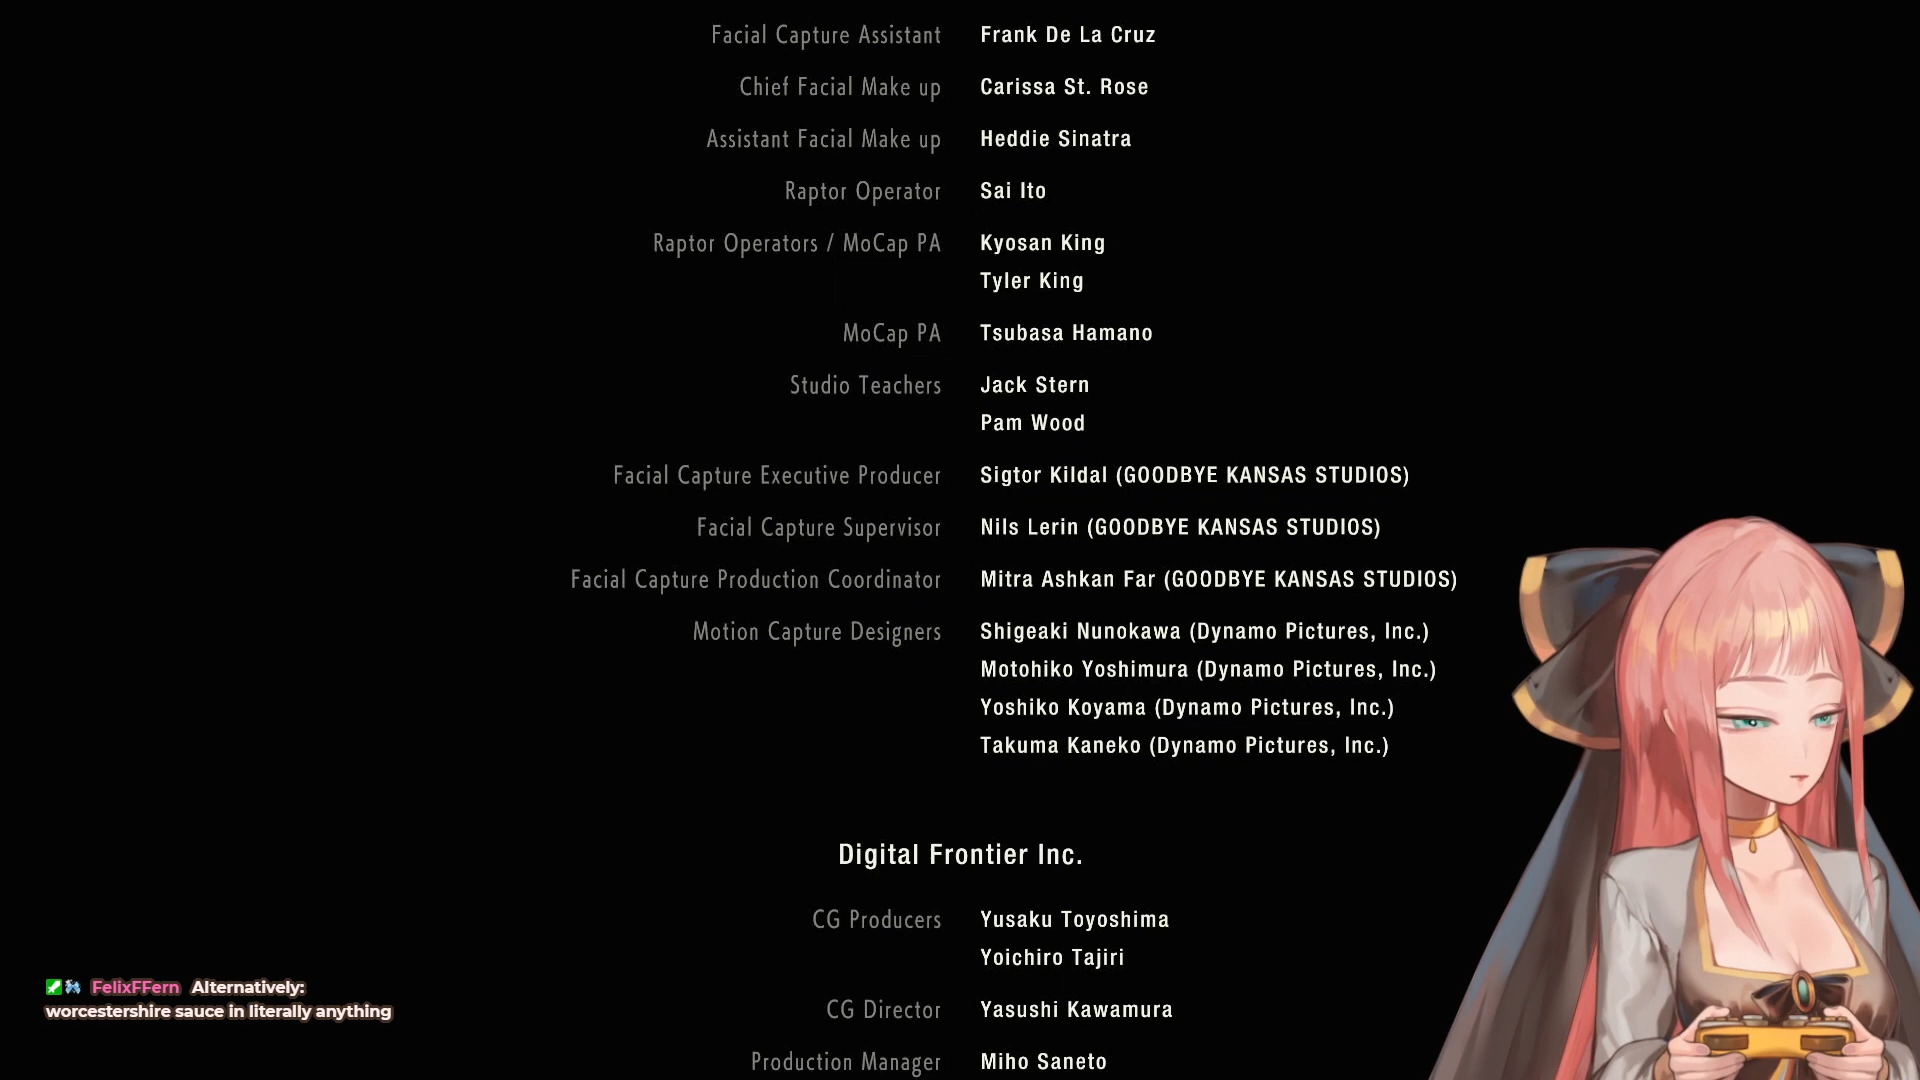 Facial Capture Assistant Frank De La Cruz
Chief Facial Make up Carissa St. Rose
Assistant Facial Make up Heddie Sinatra
Raptor Operator Sai Ito
Raptor Operators / MoCap PA Kyosan King
Tyler King
MoCap PA Tsubasa Hamano
Studio Teachers Jack Stern
Pam Wood
Facial Capture Executive Producer Sigtor Kildal (GOODBYE KANSAS STUDIOS)
Facial Capture Supervisor Nils Lerin (GOODBYE KANSAS STUDIOS)
Facial Capture Production Coordinator Mitra Ashkan Far (GOODBYE KANSAS STUDIOS)
Motion Capture Designers Shigeaki Nunokawa (Dynamo Pictures, Inc.)
Motohiko Yoshimura (Dynamo Pictures, Inc.)
Yoshiko Koyama (Dynamo Pictures, Inc.)
Takuma Kaneko (Dynamo Pictures, Inc.)
Digital Frontier Inc.
CG Producers Yusaku Toyoshima
Yoichiro Tajiri
CG Director Yasushi Kawamura
Production Manager Miho Saneto
FelixFFern Alternatively:
worcestershire sauce in literally anything